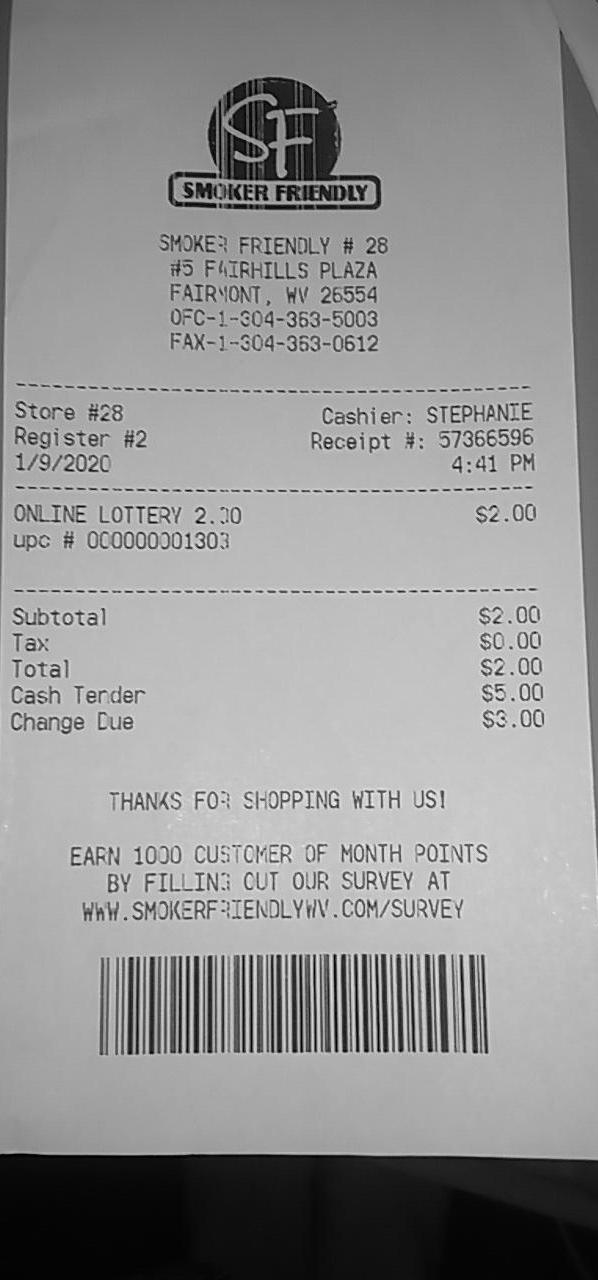 SF
SMOKER FRIENDLY
SMOKER FRIENDLY # 28
#5 FAIRHILLS PLAZA
FAIRMONT, WV 26554
OFC-1-304-363-5003
FAX-1-304-363-0612
Store #28 Cashier: STEPHANIE
Register #2 Receipt #: 57366596
1/9/2020 4:41 PM
ONLINE LOTTERY 2.00 $2.00
upc # 000000001303
Subtotal $2.00
Tax $0.00
Total $2.00
Cash Tender $5.00
Change Due $3.00
THANKS FOR SHOPPING WITH US!
EARN 1000 CUSTOMER OF MONTH POINTS
BY FILLING OUT OUR SURVEY AT
WWW.SMOKERFRIENDLYWV.COM/SURVEY